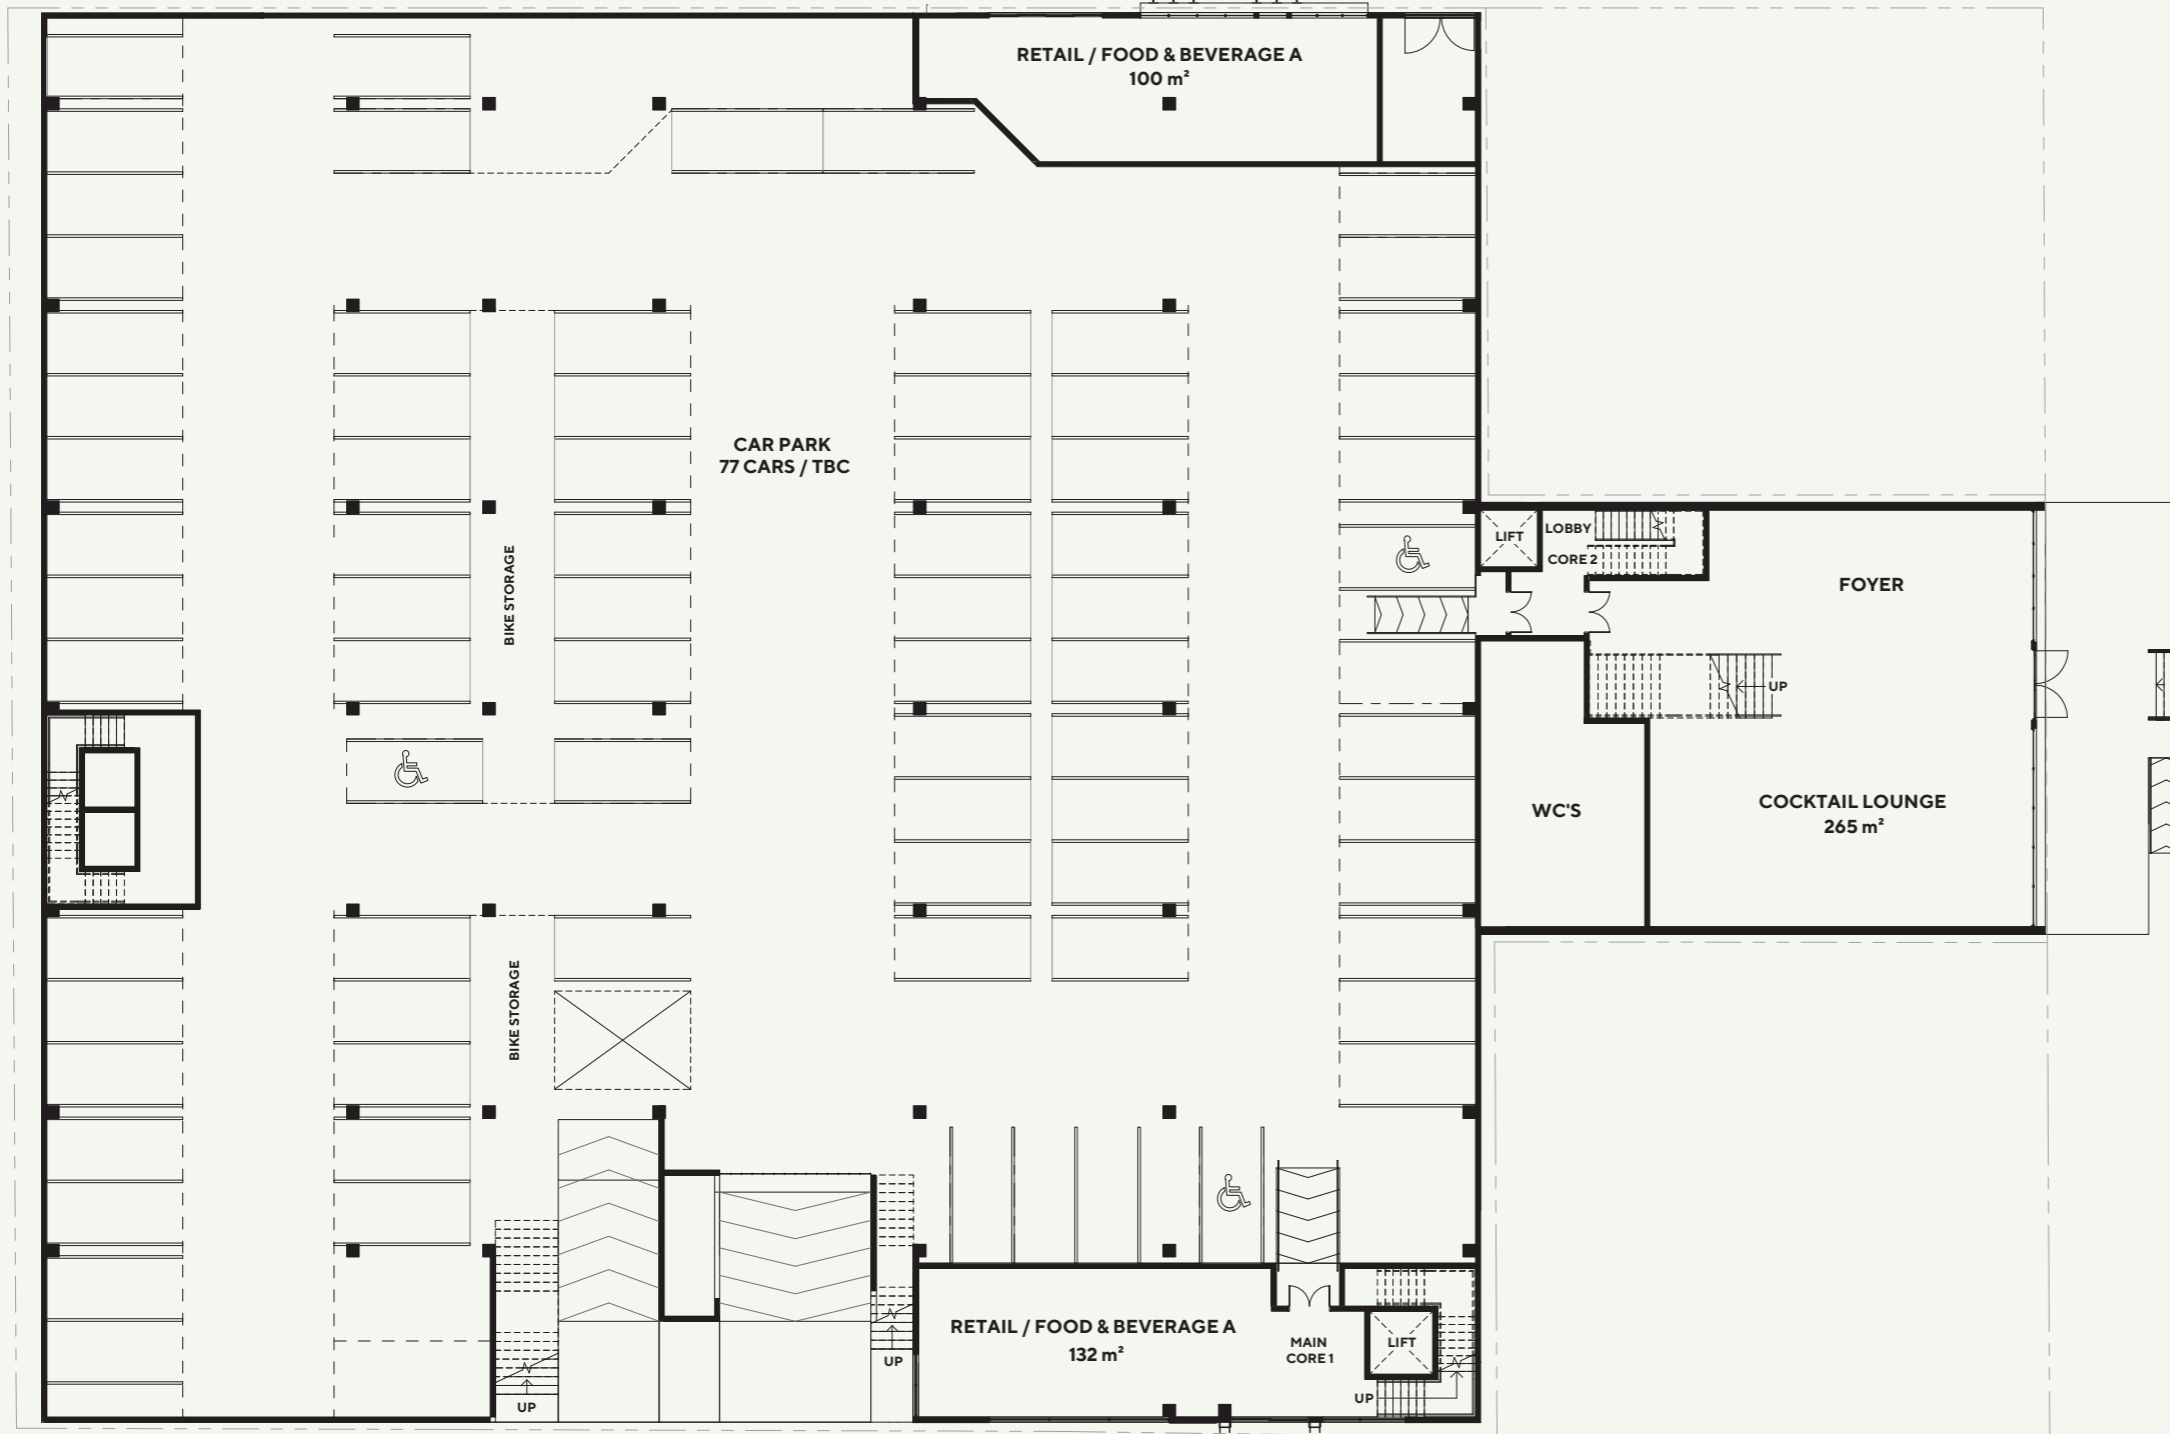 RETAIL / FOOD & BEVERAGE A
100 m²
CAR PARK
77 CARS / TBC
BIKE STORAGE
LIFT
LOBBY
CORE 2
FOYER
UP
WC'S
COCKTAIL LOUNGE
265 m²
BIKE STORAGE
RETAIL / FOOD & BEVERAGE A
132 m²
MAIN
CORE 1
LIFT
UP
UP
UP